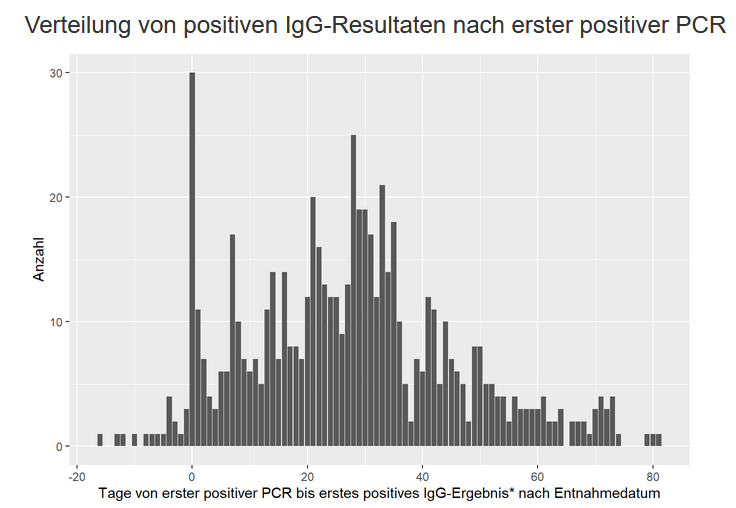 Verteilung von positiven IgG-Resultaten nach erster positiver PCR
30
20
10
0
Anzahl
-20 0 20 40 60 80
Tage von erster positiver PCR bis erstes positives IgG-Ergebnis* nach Entnahmedatum